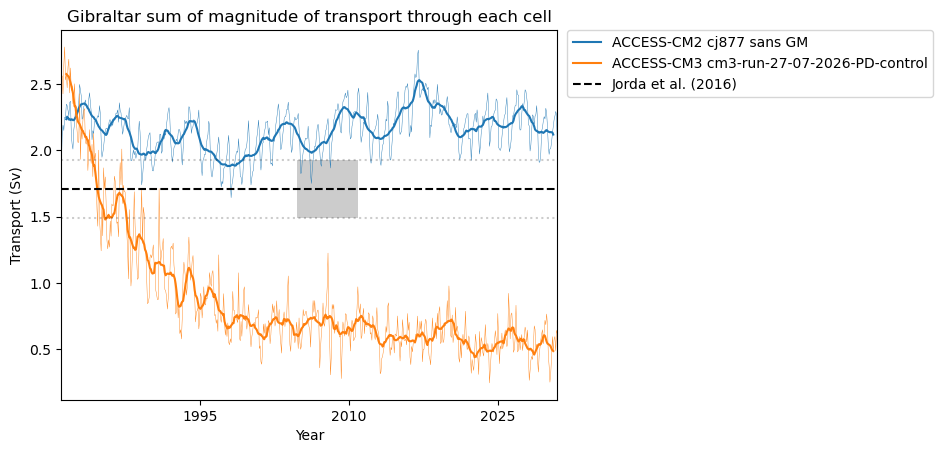 Gibraltar sum of magnitude of transport through each cell
ACCESS-CM2 cj877 sans GM
ACCESS-CM3 cm3-run-27-07-2026-PD-control
Jorda et al. (2016)
Transport (Sv)
2.5
2.0
1.5
1.0
0.5
1995
2010
2025
Year